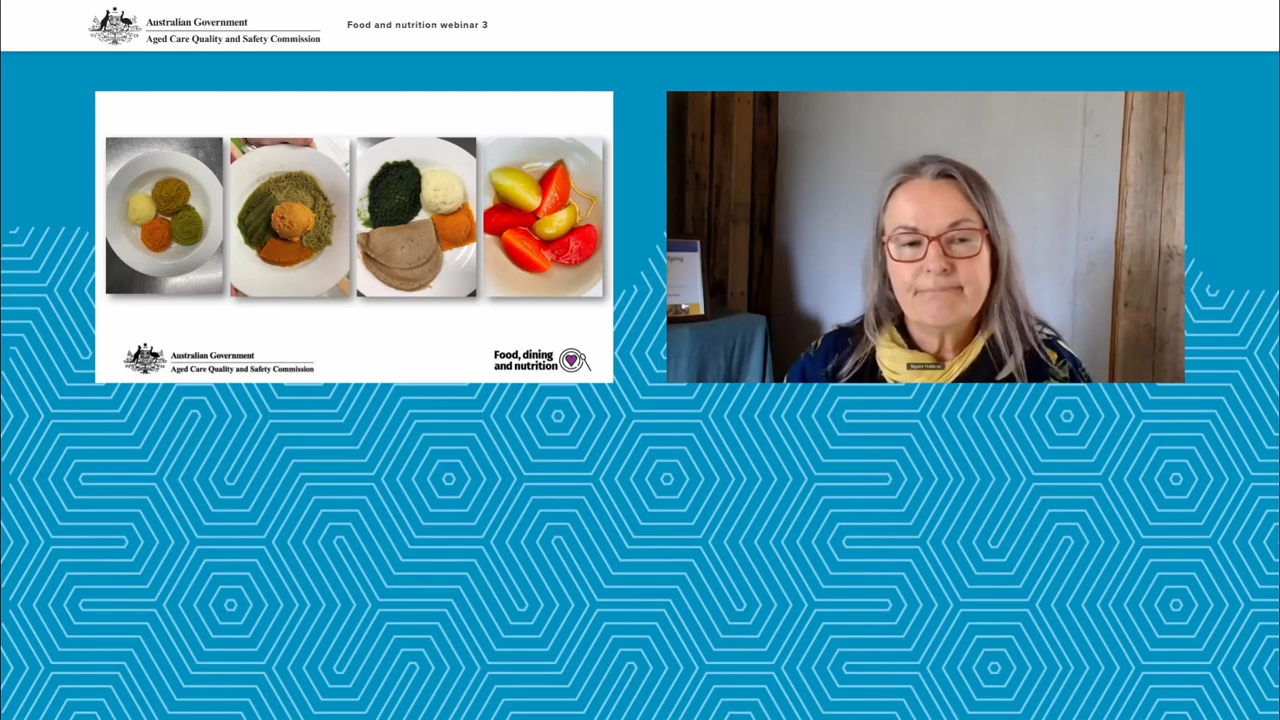 Australian Government
Aged Care Quality and Safety Commission
Food and nutrition webinar 3
Australian Government
Aged Care Quality and Safety Commission
Food, dining
and nutrition